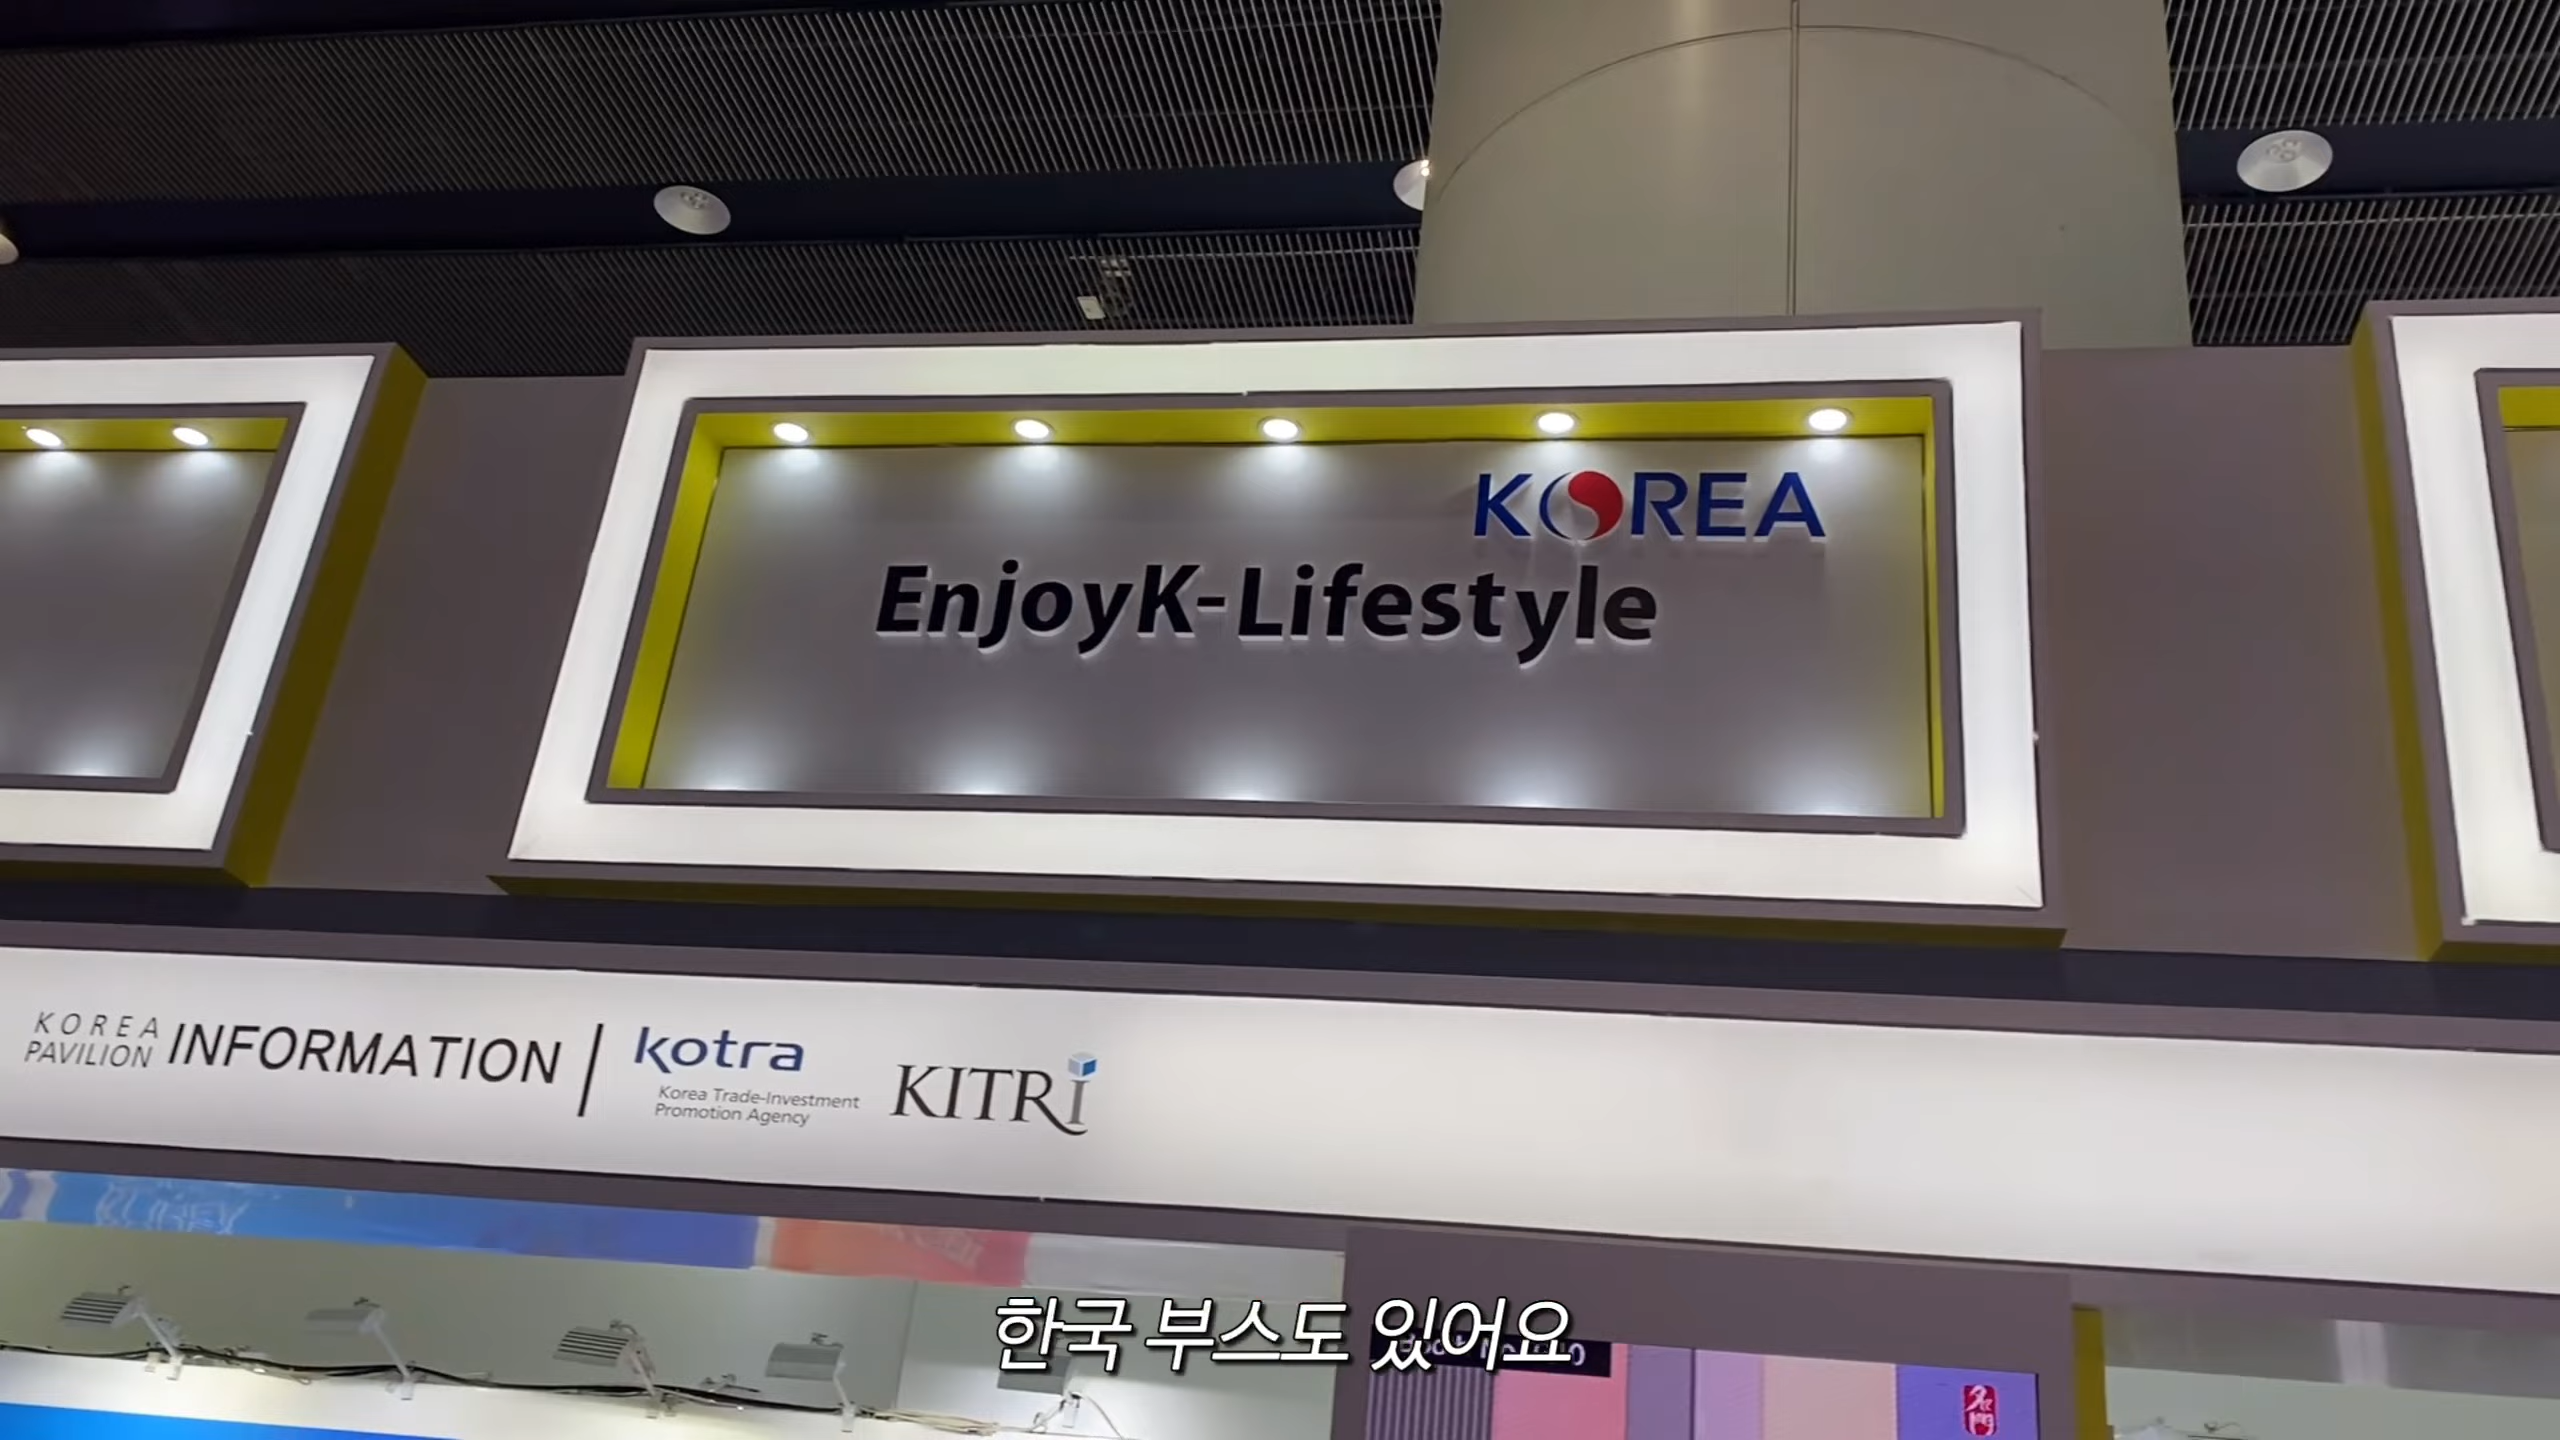 KOREA
EnjoyK-Lifestyle
KOREA
PAVILION
INFORMATION
kotra
Korea Trade-Investment
Promotion Agency
KITRi
한국 부스도 있어요